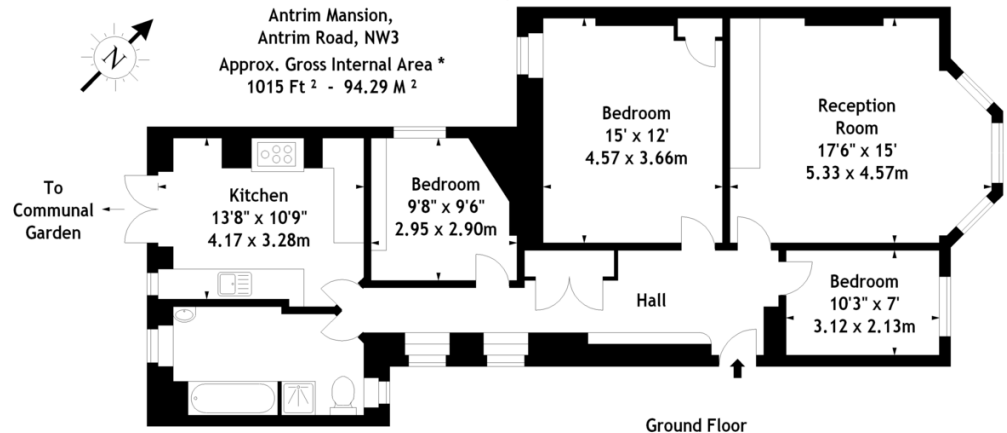 Antrim Mansion,
Antrim Road, NW3
Approx. Gross Internal Area *
1015 Ft ² - 94.29 M ²
N
To
Communal
Garden
Kitchen
13'8" x 10'9"
4.17 x 3.28m
Bedroom
9'8" x 9'6"
2.95 x 2.90m
Bedroom
15' x 12'
4.57 x 3.66m
Reception
Room
17'6" x 15'
5.33 x 4.57m
Hall
Bedroom
10'3" x 7'
3.12 x 2.13m
Ground Floor